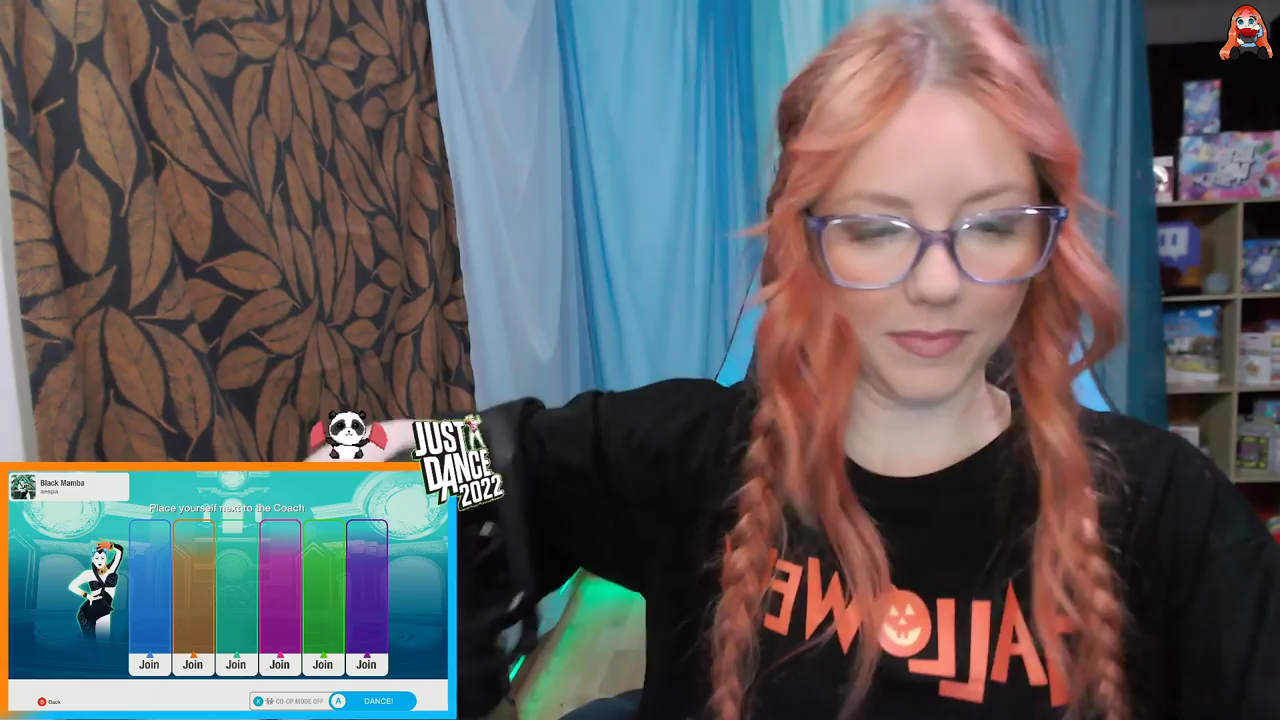 JUST
DANCE
2022
Black Mamba
aespa
Place yourself next to the Coach
Join
Join
Join
Join
Join
Join
Back
CO-OP MODE OFF
A
DANCE!
HALLOWE